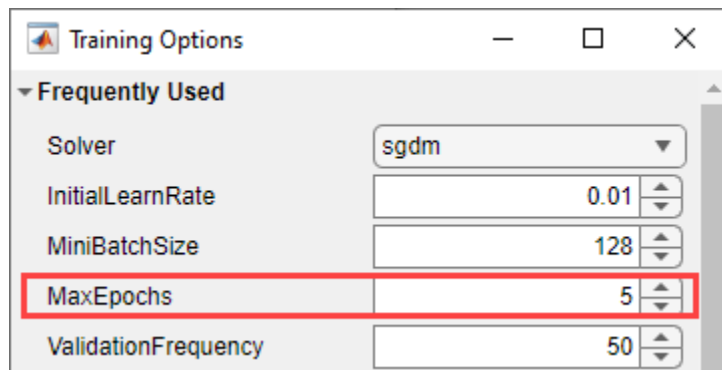 Training Options
Frequently Used
Solver sgdm
InitialLearnRate 0.01
MiniBatchSize 128
MaxEpochs 5
ValidationFrequency 50